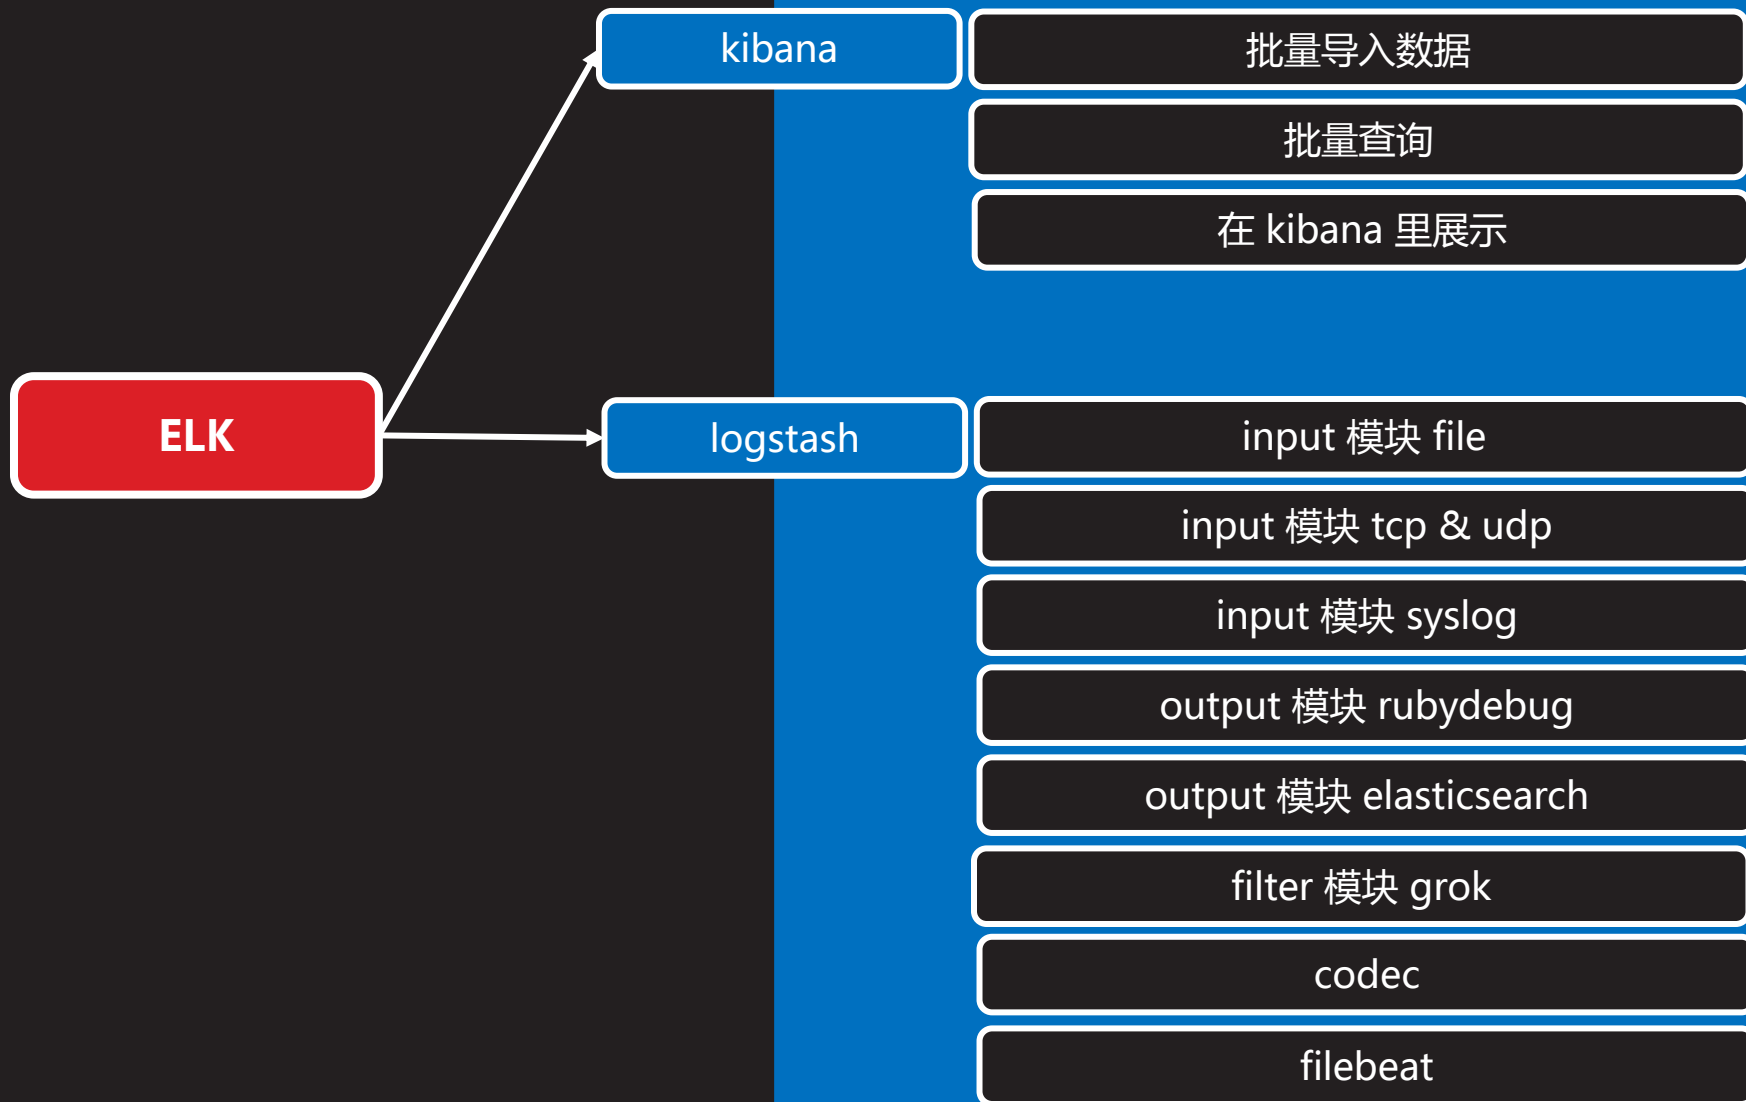 kibana
批量导入数据
批量查询
在 kibana 里展示
ELK
logstash
input 模块 file
input 模块 tcp & udp
input 模块 syslog
output 模块 rubydebug
output 模块 elasticsearch
filter 模块 grok
codec
filebeat